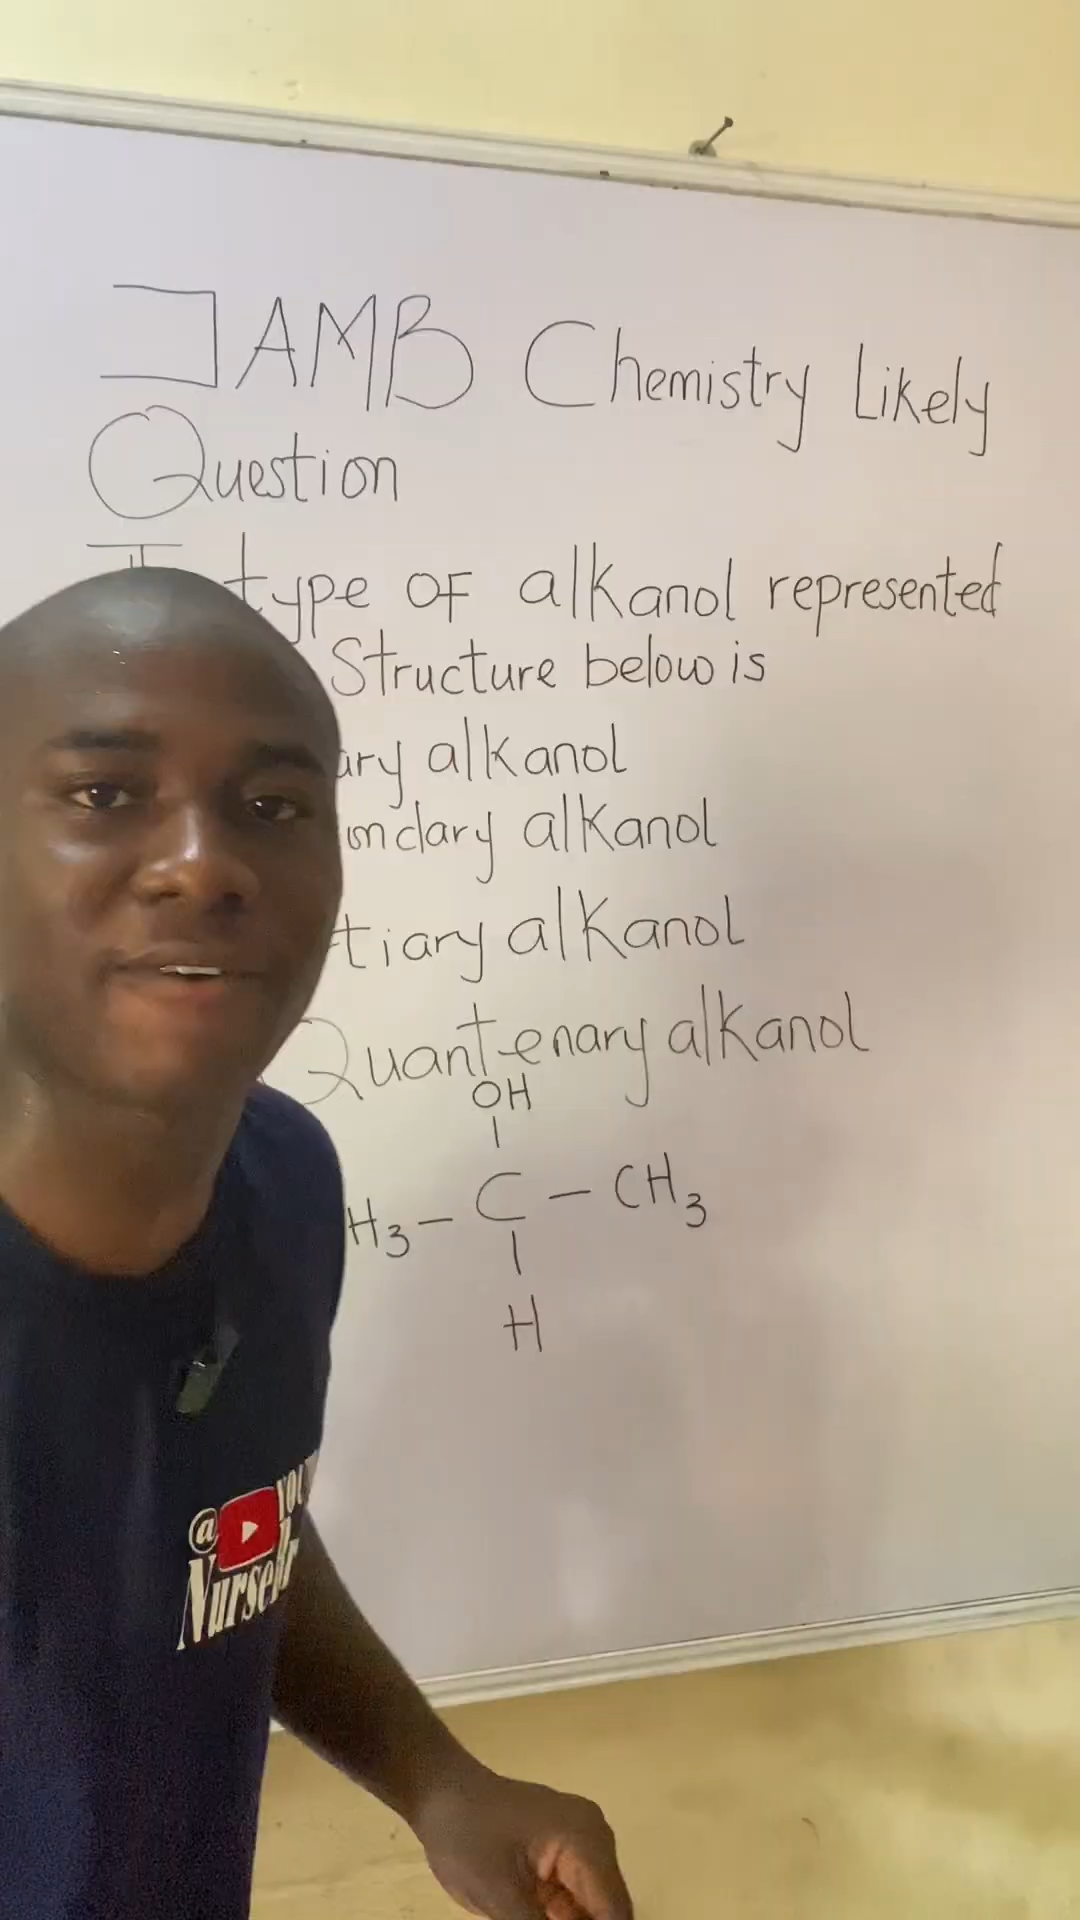 JAMB Chemistry Likely
Question
type of alkanol represented
Structure below is
ary alkanol
ondary alkanol
tiary alkanol
Quantenary alkanol
OH
H3 - C - CH3
H
@ YOU
Nurse